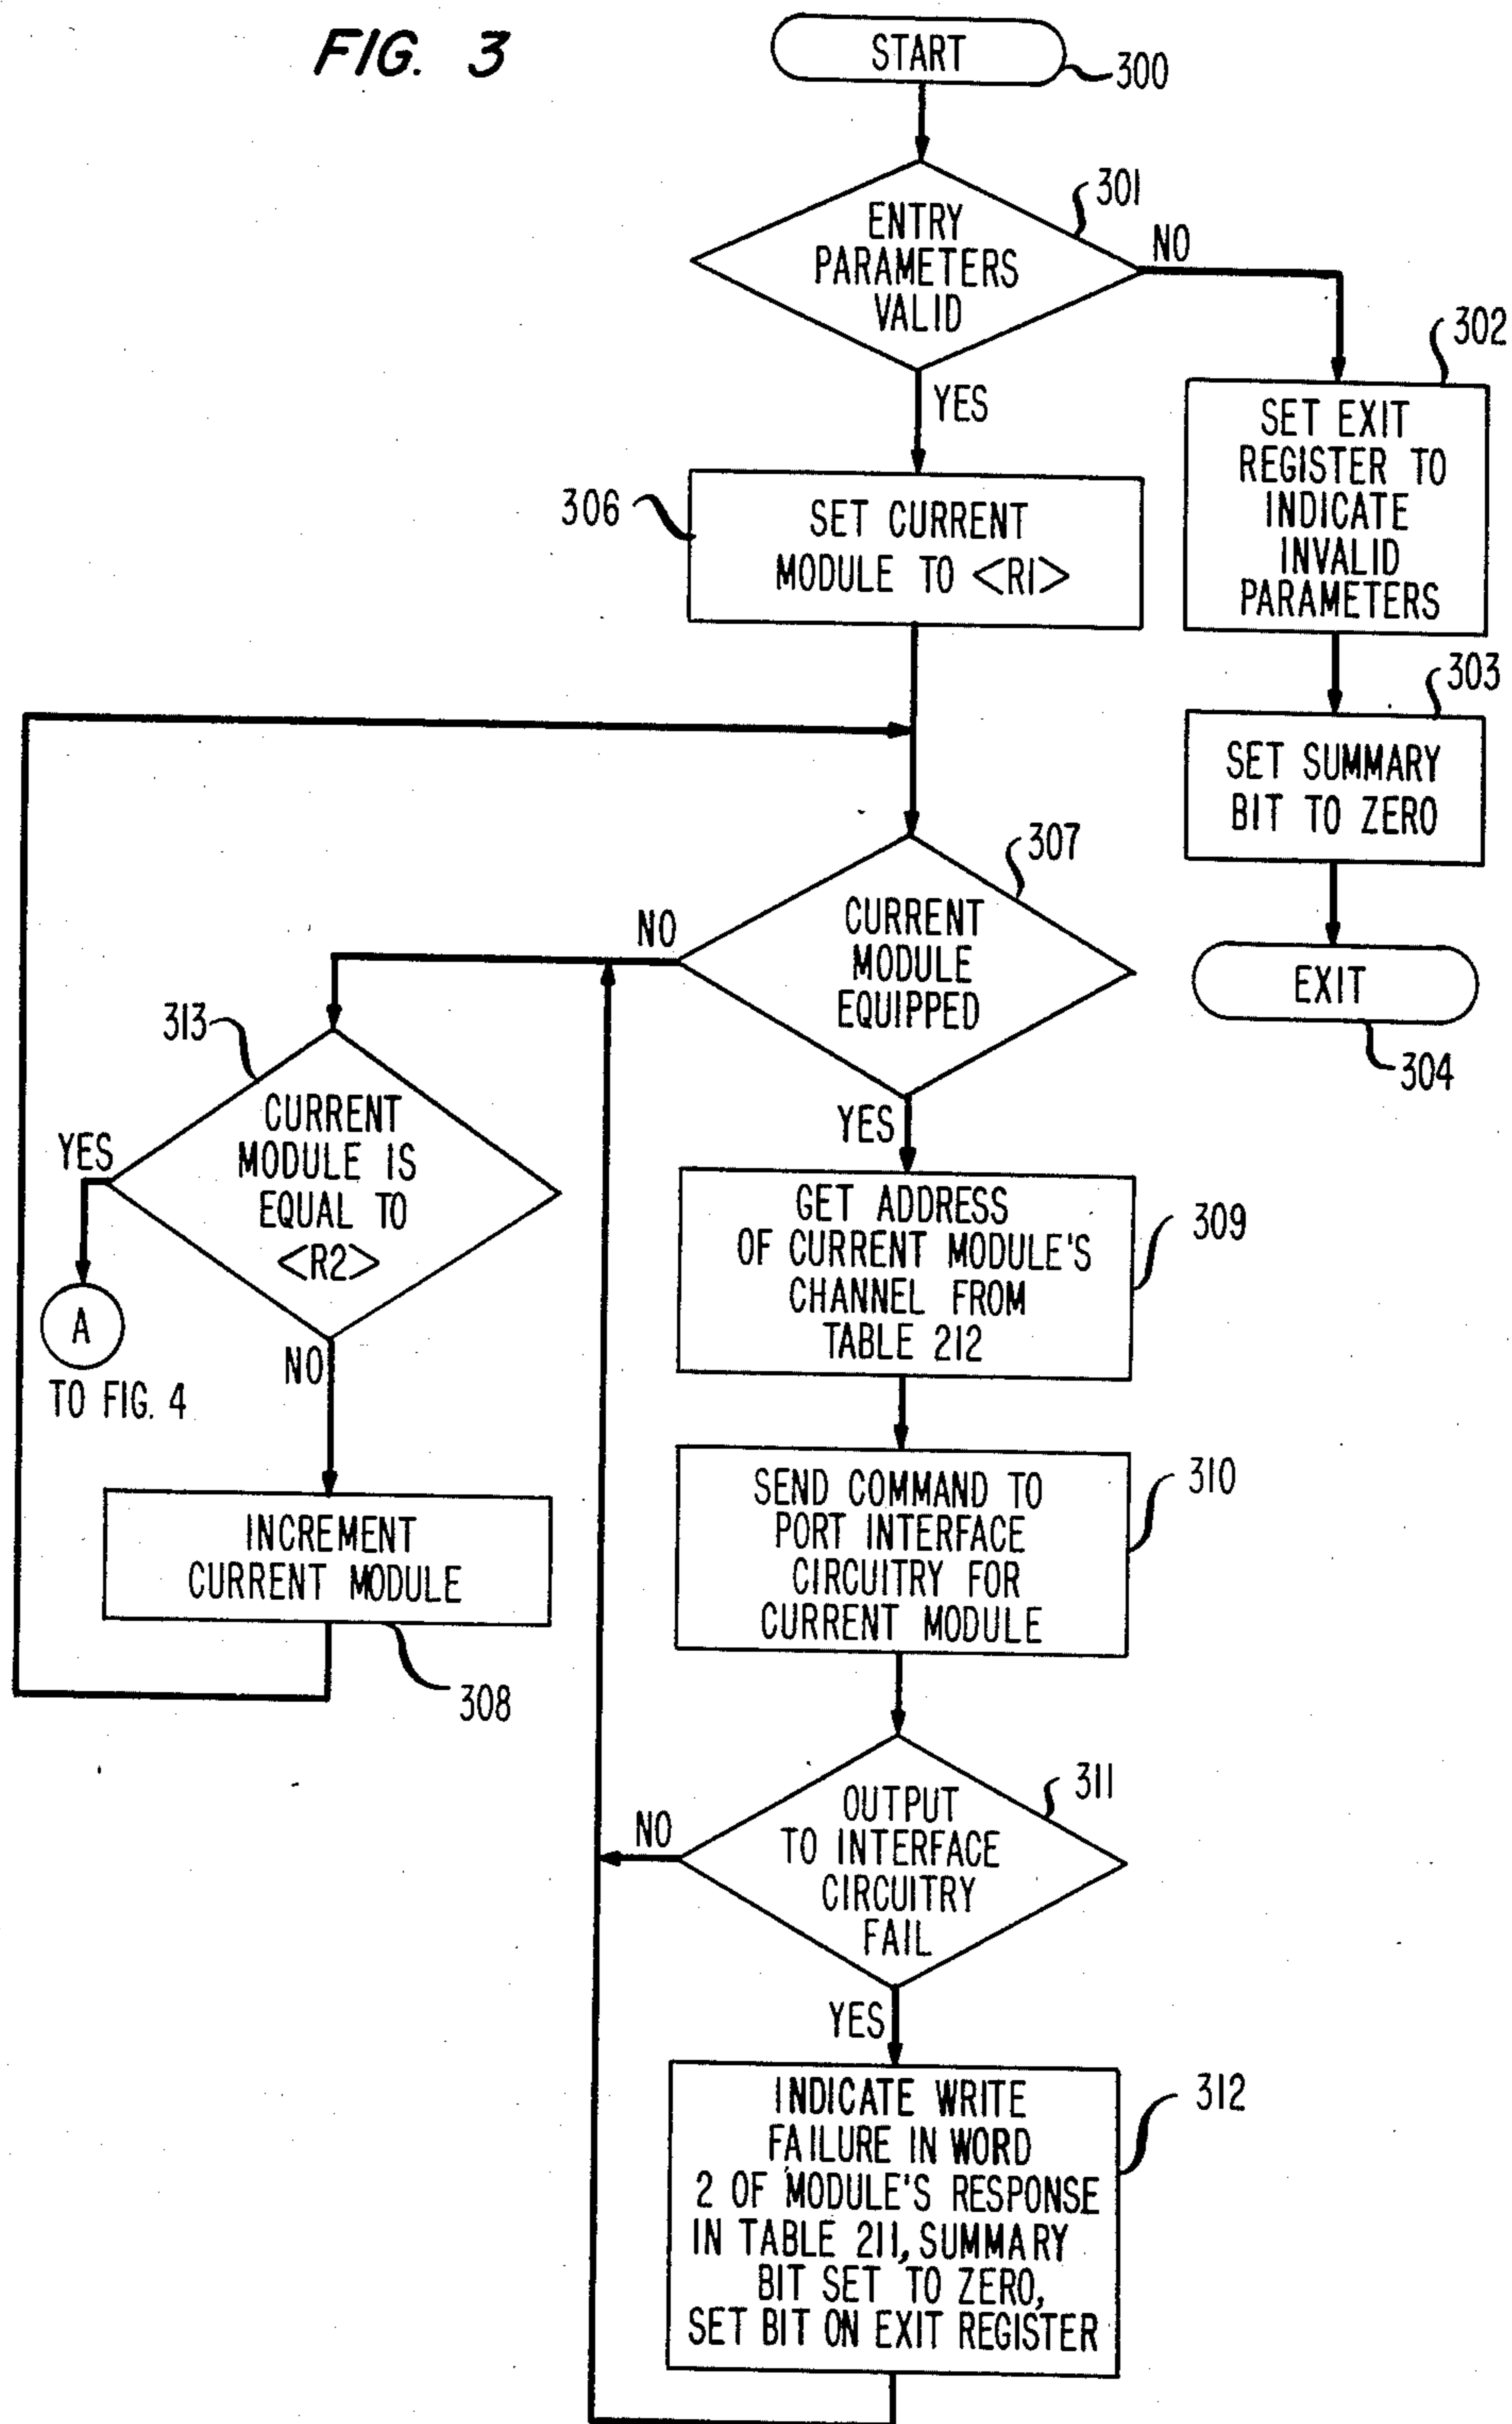 FIG. 3
START
300
ENTRY
PARAMETERS
VALID
301
NO
YES
302
SET EXIT
REGISTER TO
INDICATE
INVALID
PARAMETERS
306
SET CURRENT
MODULE TO <R1>
303
SET SUMMARY
BIT TO ZERO
EXIT
304
307
CURRENT
MODULE
EQUIPPED
NO
YES
313
CURRENT
MODULE IS
EQUAL TO
<R2>
YES
A
TO FIG. 4
NO
INCREMENT
CURRENT MODULE
308
GET ADDRESS
OF CURRENT MODULE'S
CHANNEL FROM
TABLE 212
309
SEND COMMAND TO
PORT INTERFACE
CIRCUITRY FOR
CURRENT MODULE
310
OUTPUT
TO INTERFACE
CIRCUITRY
FAIL
311
NO
YES
INDICATE WRITE
FAILURE IN WORD
2 OF MODULE'S RESPONSE
IN TABLE 211, SUMMARY
BIT SET TO ZERO,
SET BIT ON EXIT REGISTER
312